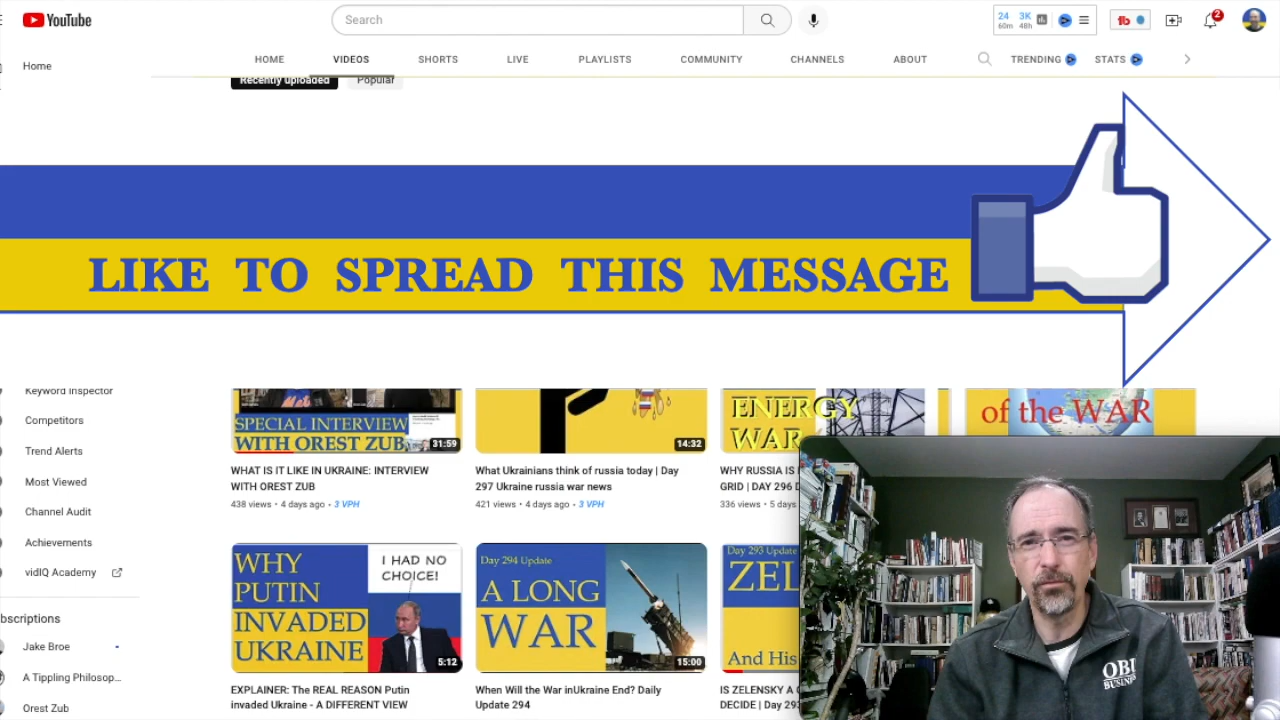 24 3K
60m 48h
2
YouTube
Search
HOME VIDEOS SHORTS LIVE PLAYLISTS COMMUNITY CHANNELS ABOUT TRENDING STATS
Home
Recently uploaded Popular
LIKE TO SPREAD THIS MESSAGE
Keyword Inspector
Competitors
Trend Alerts
Most Viewed
Channel Audit
Achievements
vidIQ Academy
bscriptions
Jake Broe
A Tippling Philosop...
Orest Zub
SPECIAL INTERVIEW
WITH OREST ZUB
31:59
WHAT IS IT LIKE IN UKRAINE: INTERVIEW
WITH OREST ZUB
438 views • 4 days ago • 3 VPH
14:32
What Ukrainians think of russia today | Day
297 Ukraine russia war news
421 views • 4 days ago • 3 VPH
ENERGY
WAR
WHY RUSSIA IS
GRID | DAY 296
336 views • 5 days
of the WAR
WHY
PUTIN
INVADED
UKRAINE
I HAD NO
CHOICE!
5:12
EXPLAINER: The REAL REASON Putin
invaded Ukraine - A DIFFERENT VIEW
Day 294 Update
A LONG
WAR
15:00
When Will the War inUkraine End? Daily
Update 294
Day 293 Update
ZEL
And His
IS ZELENSKY A
DECIDE | Day 293
OBU
BUSIN